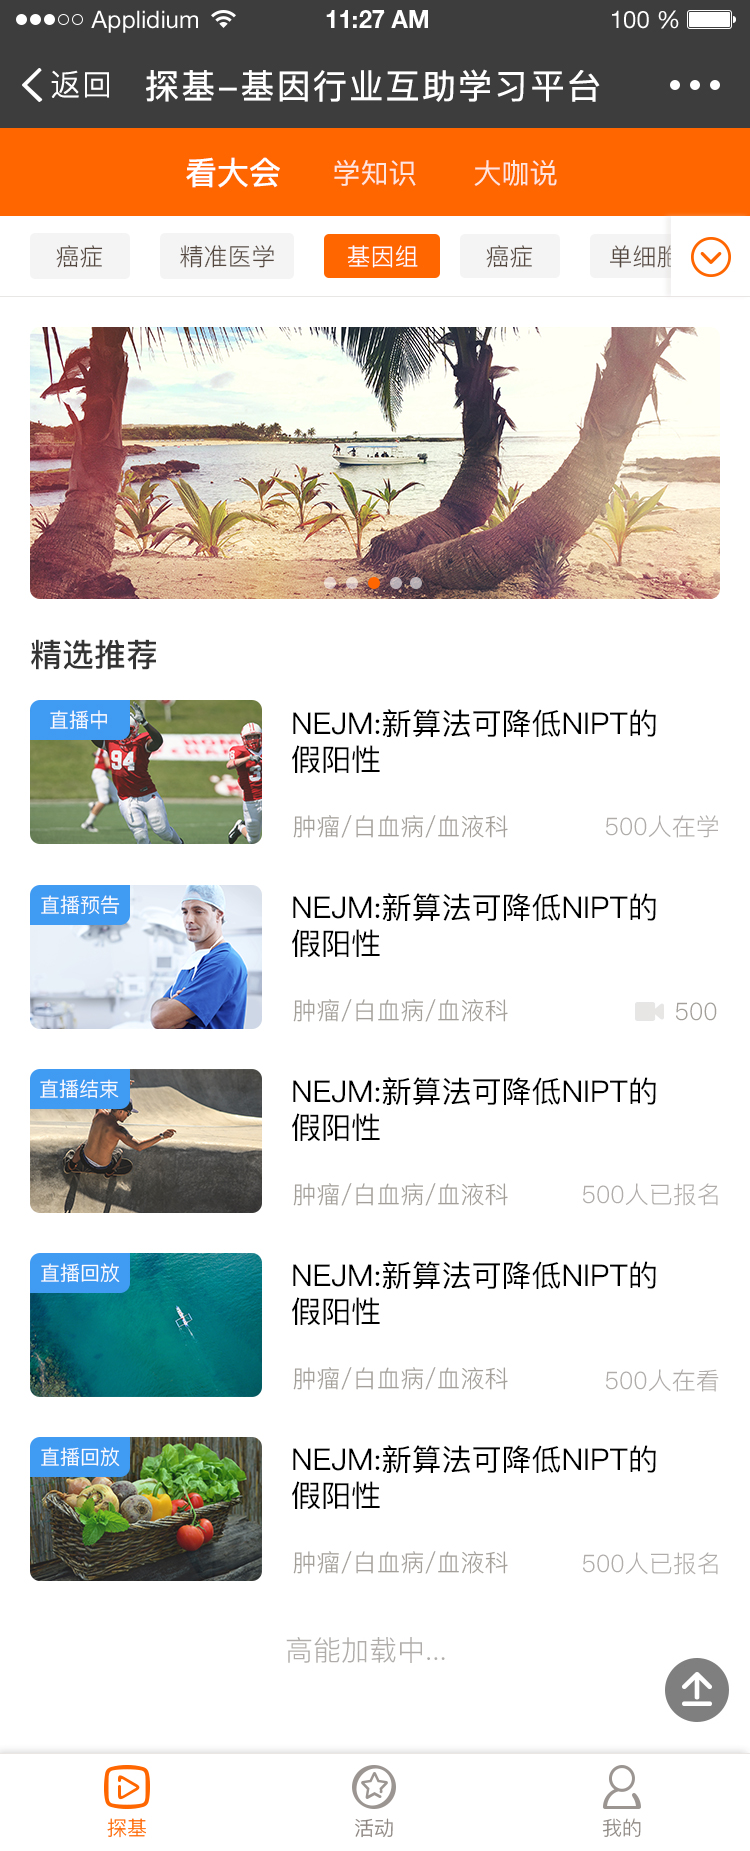 Applidium 11:27 AM 100 %
返回 探基-基因行业互助学习平台
看大会 学知识 大咖说
癌症 精准医学 基因组 癌症 单细胞
精选推荐
直播中
NEJM:新算法可降低NIPT的
假阳性
肿瘤/白血病/血液科 500人在学
直播预告
NEJM:新算法可降低NIPT的
假阳性
肿瘤/白血病/血液科 500
直播结束
NEJM:新算法可降低NIPT的
假阳性
肿瘤/白血病/血液科 500人已报名
直播回放
NEJM:新算法可降低NIPT的
假阳性
肿瘤/白血病/血液科 500人在看
直播回放
NEJM:新算法可降低NIPT的
假阳性
肿瘤/白血病/血液科 500人已报名
高能加载中...
探基 活动 我的